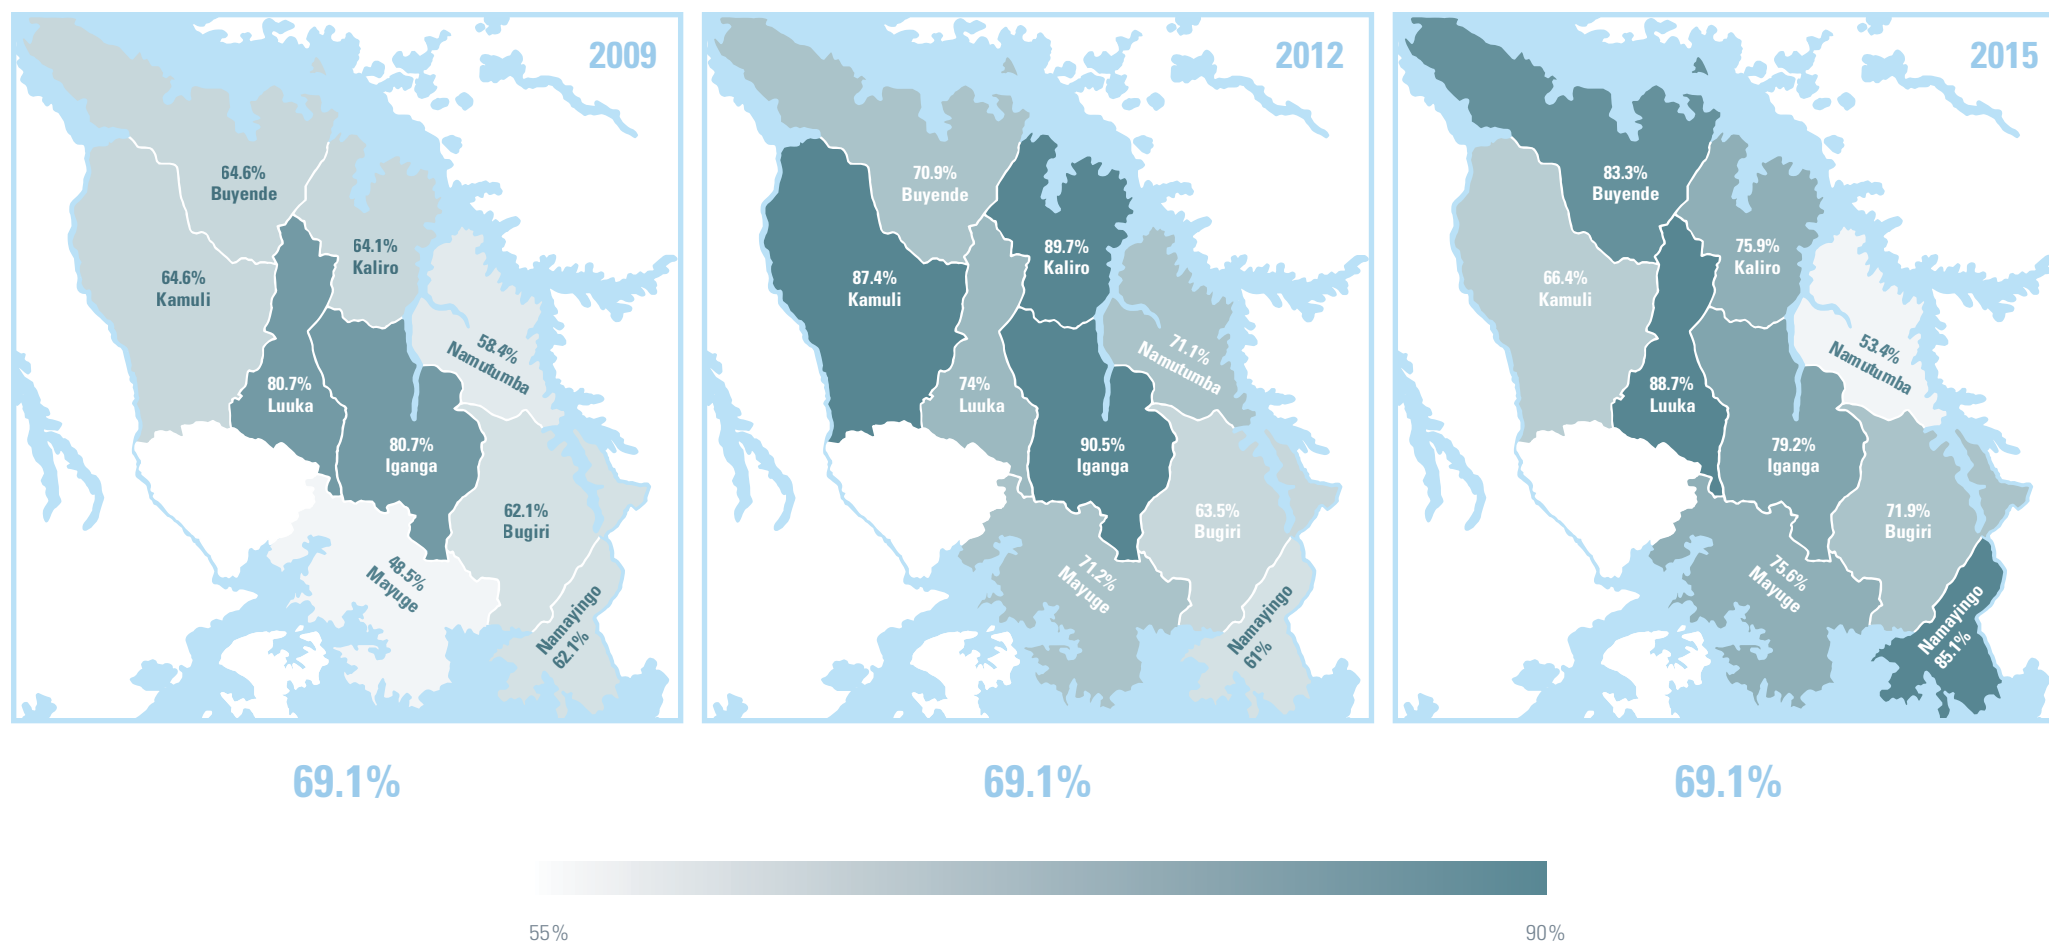 2009
64.6%
Buyende
64.1%
Kaliro
64.6%
Kamuli
58.4%
Namutumba
80.7%
Luuka
80.7%
Iganga
62.1%
Bugiri
48.5%
Mayuge
Namayingo
62.1%
69.1%
2012
70.9%
Buyende
89.7%
Kaliro
87.4%
Kamuli
71.1%
Namutumba
74%
Luuka
90.5%
Iganga
63.5%
Bugiri
71.2%
Mayuge
Namayingo
61%
69.1%
2015
83.3%
Buyende
75.9%
Kaliro
66.4%
Kamuli
53.4%
Namutumba
88.7%
Luuka
79.2%
Iganga
71.9%
Bugiri
75.6%
Mayuge
Namayingo
85.1%
69.1%
55%
90%